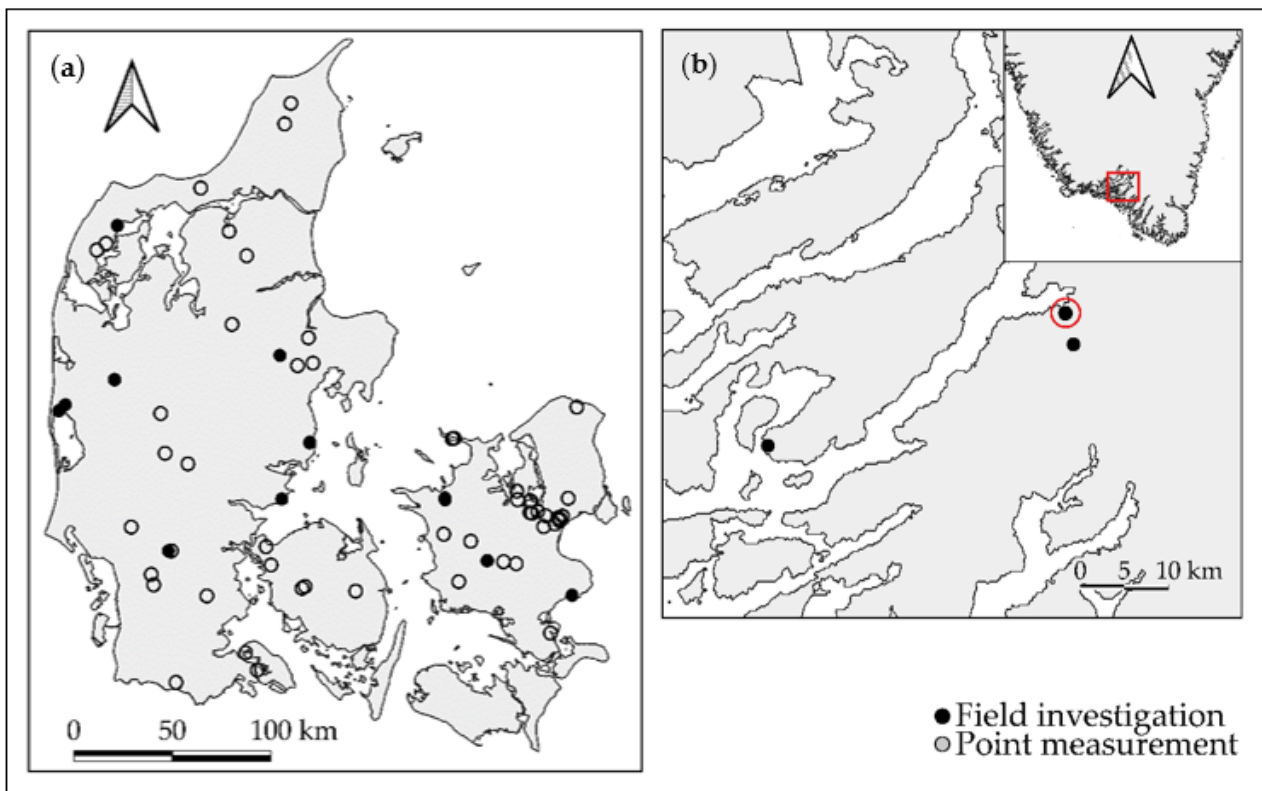 (a)
(b)
0 50 100 km
0 5 10 km
Field investigation
Point measurement